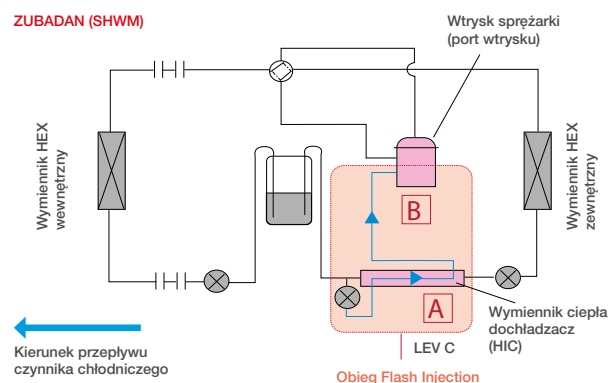 ZUBADAN (SHWM)
Wtrysk sprężarki
(port wtrysku)
Wymiennik HEX
wewnętrzny
Wymiennik HEX
zewnętrzny
B
A
Wymiennik ciepła
dochładzacz
(HIC)
LEV C
Kierunek przepływu
czynnika chłodniczego
Obieg Flash Injection